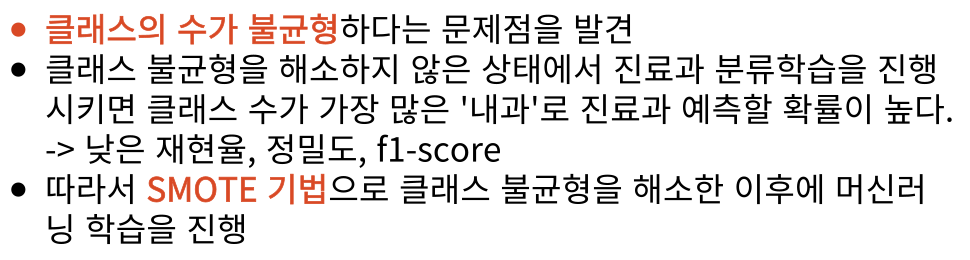 • 클래스의 수가 불균형하다는 문제점을 발견
• 클래스 불균형을 해소하지 않은 상태에서 진료과 분류학습을 진행
시키면 클래스 수가 가장 많은 '내과'로 진료과 예측할 확률이 높다.
-> 낮은 재현율, 정밀도, f1-score
• 따라서 SMOTE 기법으로 클래스 불균형을 해소한 이후에 머신러
닝 학습을 진행